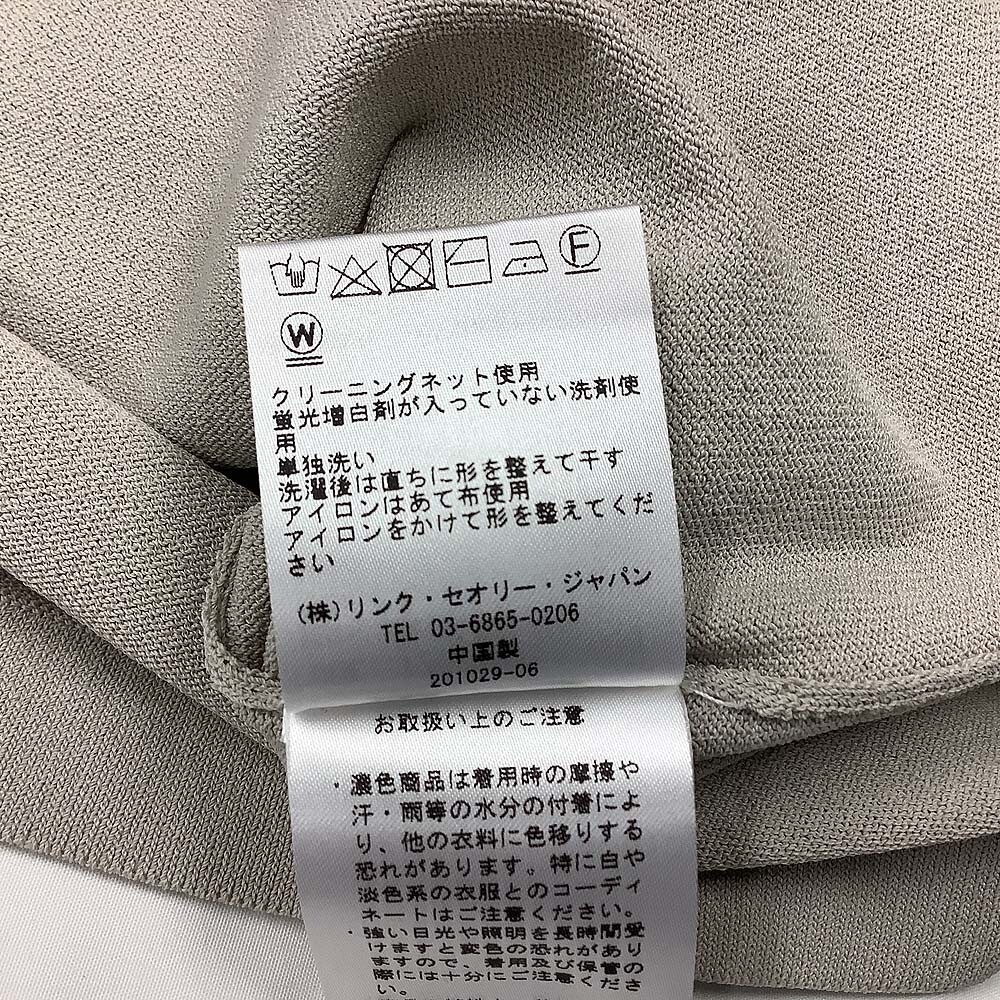 F
W
クリーニングネット使用
蛍光増白剤が入っていない洗剤使
用
単独洗い
洗濯後は直ちに形を整えて干す
アイロンはあて布使用
アイロンをかけて形を整えてくだ
さい
(株)リンク・セオリー・ジャパン
TEL 03-6865-0206
中国製
201029-06
お取扱い上のご注意
・濃色商品は着用時の摩擦や
汗・雨等の水分の付着によ
り、他の衣料に色移りする
恐れがあります。特に白や
淡色系の衣服とのコーディ
ネートはご注意ください。
・強い日光や照明を長時間受
けますと変色の恐れがあり
ますので、着用及び保管の
際には十分にご注意くださ
い。